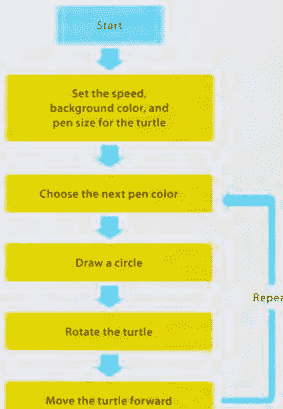 Start
Set the speed,
background color, and
pen size for the turtle
Choose the next pen color
Draw a circle
Repea
Rotate the turtle
Move the turtle forward